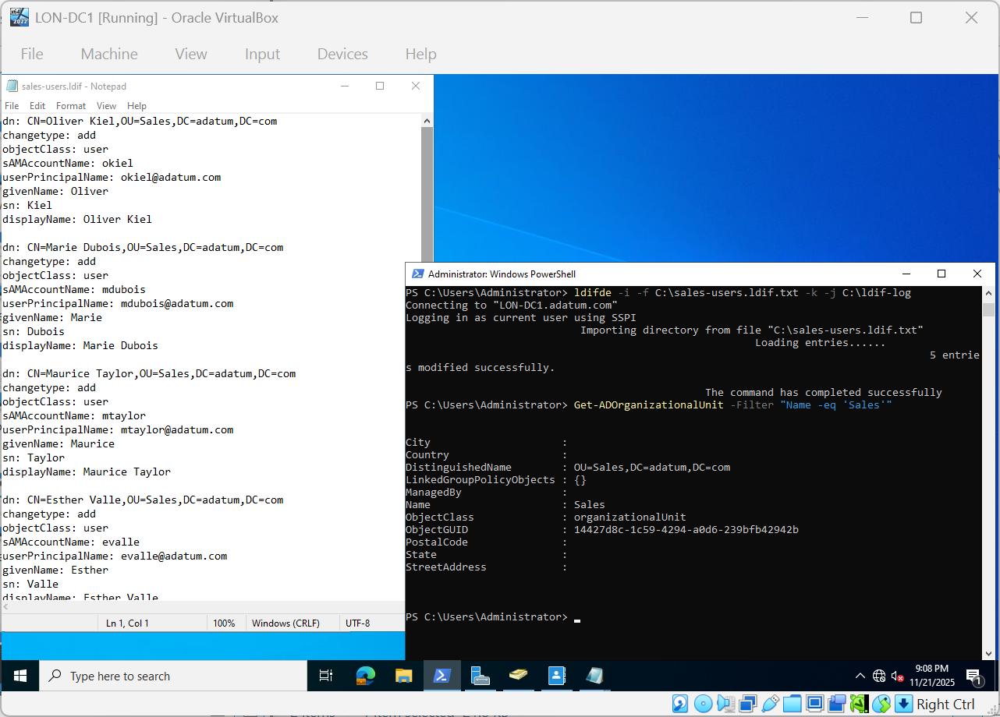 LON-DC1 [Running] - Oracle VirtualBox
File Machine View Input Devices Help
sales-users.ldif - Notepad
File Edit Format View Help
dn: CN=Oliver Kiel,OU=Sales,DC=adatum,DC=com
changetype: add
objectClass: user
sAMAccountName: okiel
userPrincipalName: okiel@adatum.com
givenName: Oliver
sn: Kiel
displayName: Oliver Kiel
dn: CN=Marie Dubois,OU=Sales,DC=adatum,DC=com
changetype: add
objectClass: user
sAMAccountName: mdubois
userPrincipalName: mdubois@adatum.com
givenName: Marie
sn: Dubois
displayName: Marie Dubois
dn: CN=Maurice Taylor,OU=Sales,DC=adatum,DC=com
changetype: add
objectClass: user
sAMAccountName: mtaylor
userPrincipalName: mtaylor@adatum.com
givenName: Maurice
sn: Taylor
displayName: Maurice Taylor
dn: CN=Esther Valle,OU=Sales,DC=adatum,DC=com
changetype: add
objectClass: user
sAMAccountName: evalle
userPrincipalName: evalle@adatum.com
givenName: Esther
sn: Valle
displayName: Esther Valle
Ln 1, Col 1 100% Windows (CRLF) UTF-8
Administrator: Windows PowerShell
PS C:\Users\Administrator> ldifde -i -f C:\sales-users.ldif.txt -k -j C:\ldif-log
Connecting to "LON-DC1.adatum.com"
Logging in as current user using SSPI
Importing directory from file "C:\sales-users.ldif.txt"
Loading entries......
5 entrie
s modified successfully.
The command has completed successfully
PS C:\Users\Administrator> Get-ADOrganizationalUnit -Filter "Name -eq 'Sales'"
City :
Country :
DistinguishedName : OU=Sales,DC=adatum,DC=com
LinkedGroupPolicyObjects : {}
ManagedBy :
Name : Sales
ObjectClass : organizationalUnit
ObjectGUID : 14427d8c-1c59-4294-a0d6-239bfb42942b
PostalCode :
State :
StreetAddress :
PS C:\Users\Administrator>
Type here to search
9:08 PM
11/21/2025
1
Right Ctrl